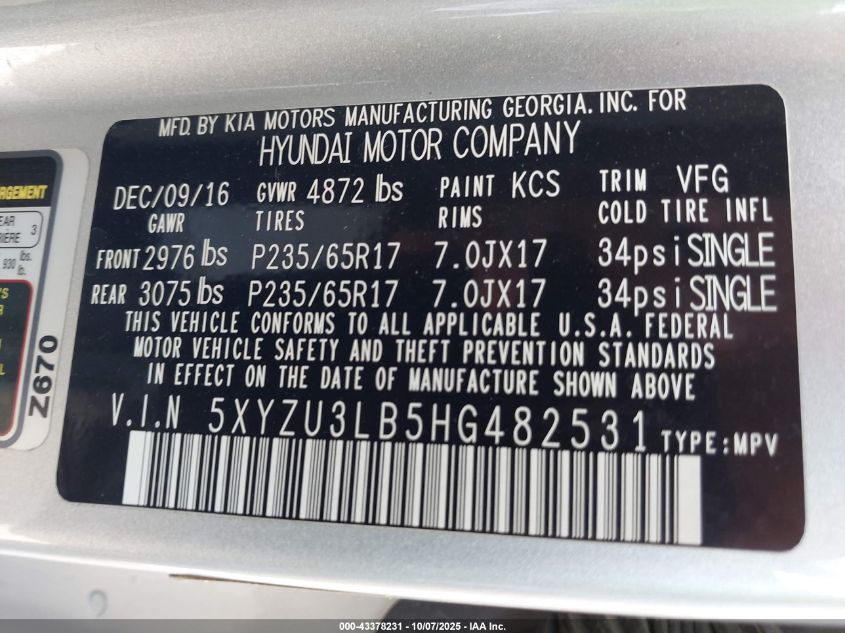 MFD. BY KIA MOTORS MANUFACTURING GEORGIA. INC. FOR
HYUNDAI MOTOR COMPANY
DEC/09/16 GVWR 4872 lbs PAINT KCS TRIM VFG
GAWR TIRES RIMS COLD TIRE INFL
FRONT 2976 lbs P235/65R17 7.0JX17 34psi SINGLE
REAR 3075 lbs P235/65R17 7.0JX17 34psi SINGLE
THIS VEHICLE CONFORMS TO ALL APPLICABLE U.S.A. FEDERAL
MOTOR VEHICLE SAFETY AND THEFT PREVENTION STANDARDS
IN EFFECT ON THE DATE OF MANUFACTURE SHOWN ABOVE
V.I.N 5XYZU3LB5HG482531 TYPE:MPV
3
930 lbs.
lb.
Z670
000-43378231 - 10/07/2025 - IAA Inc.